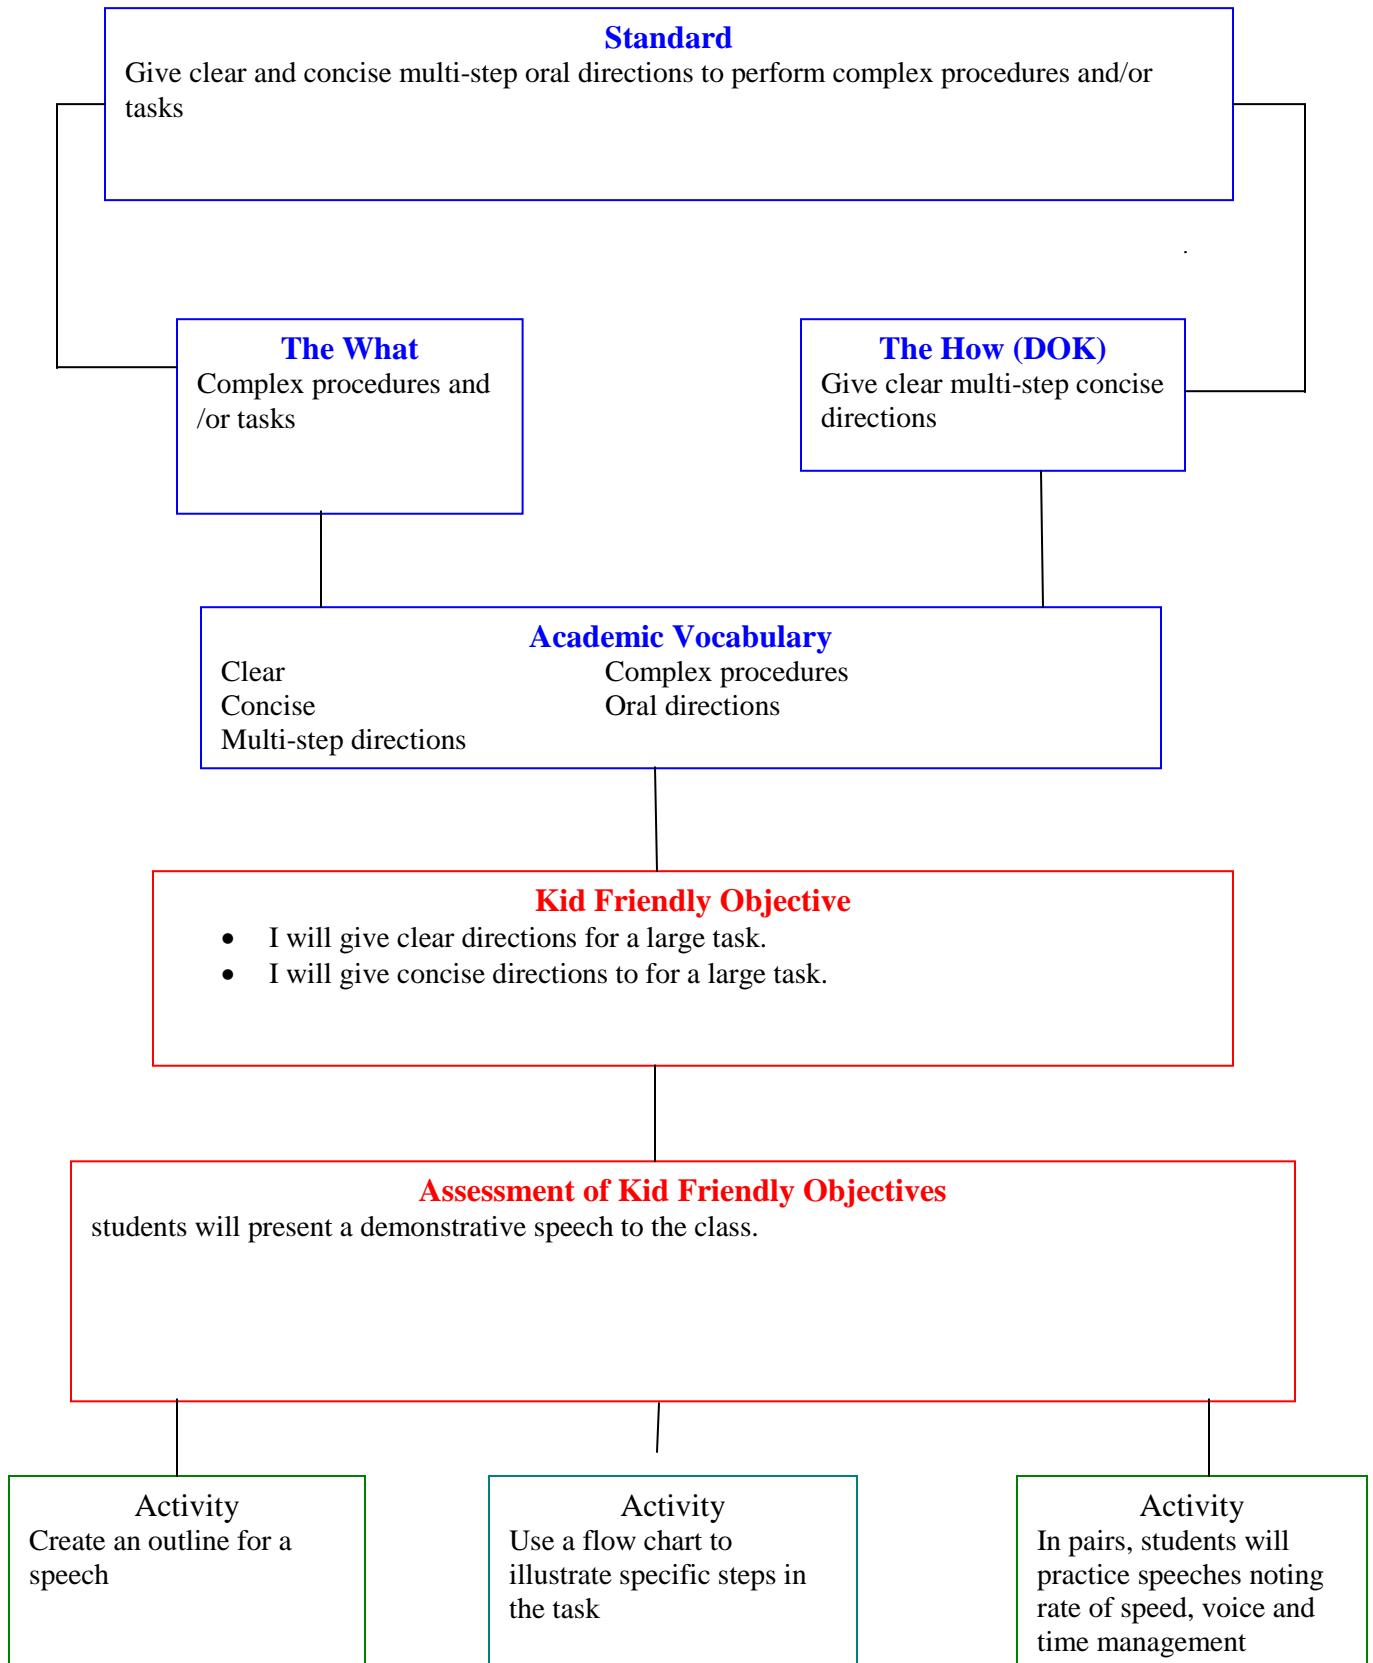 Standard
Give clear and concise multi-step oral directions to perform complex procedures and/or
tasks
The What
Complex procedures and
/or tasks
The How (DOK)
Give clear multi-step concise
directions
Academic Vocabulary
Clear Complex procedures
Concise Oral directions
Multi-step directions
Kid Friendly Objective
• I will give clear directions for a large task.
• I will give concise directions to for a large task.
Assessment of Kid Friendly Objectives
students will present a demonstrative speech to the class.
Activity
Create an outline for a
speech
Activity
Use a flow chart to
illustrate specific steps in
the task
Activity
In pairs, students will
practice speeches noting
rate of speed, voice and
time management